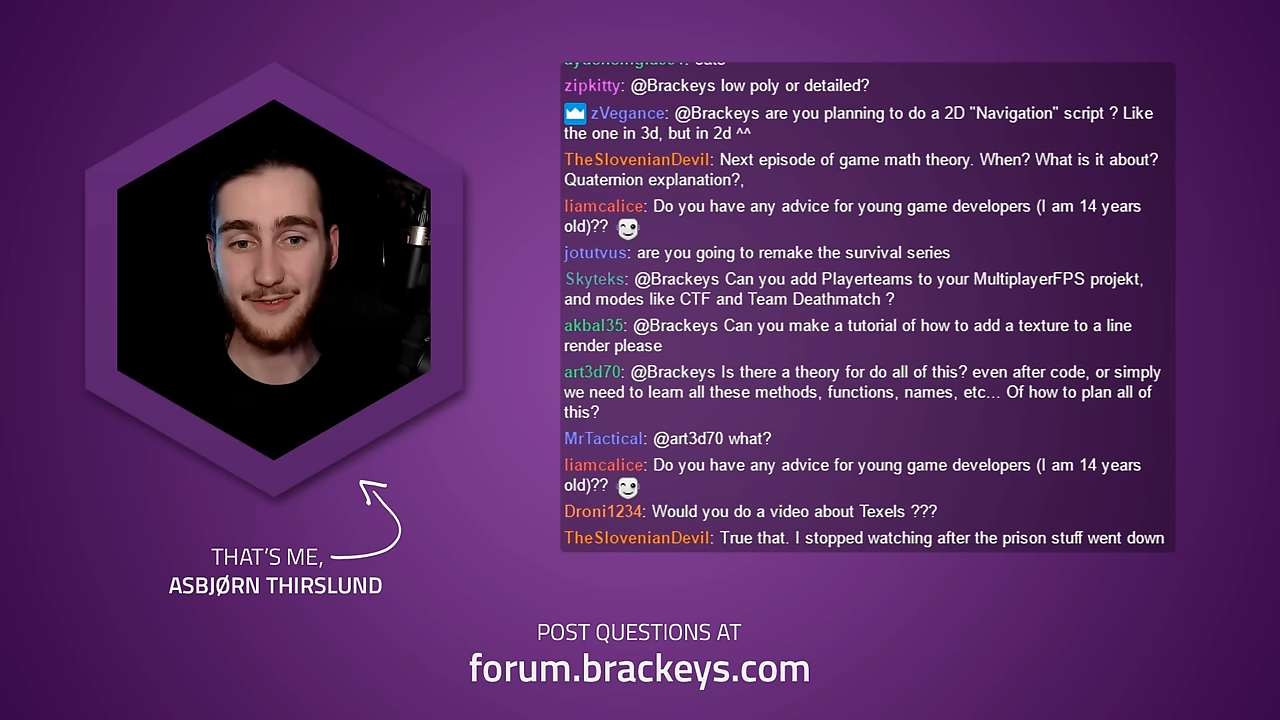 zipkitty: @Brackeys low poly or detailed?
zVegance: @Brackeys are you planning to do a 2D "Navigation" script ? Like
the one in 3d, but in 2d ^^
TheSlovenianDevil: Next episode of game math theory. When? What is it about?
Quaternion explanation?,
liamcalice: Do you have any advice for young game developers (I am 14 years
old)??
jotutvus: are you going to remake the survival series
Skyteks: @Brackeys Can you add Playerteams to your MultiplayerFPS projekt,
and modes like CTF and Team Deathmatch ?
akbal35: @Brackeys Can you make a tutorial of how to add a texture to a line
render please
art3d70: @Brackeys Is there a theory for do all of this? even after code, or simply
we need to learn all these methods, functions, names, etc... Of how to plan all of
this?
MrTactical: @art3d70 what?
liamcalice: Do you have any advice for young game developers (I am 14 years
old)??
Droni1234: Would you do a video about Texels ???
TheSlovenianDevil: True that. I stopped watching after the prison stuff went down
THAT'S ME,
ASBJØRN THIRSLUND
POST QUESTIONS AT
forum.brackeys.com